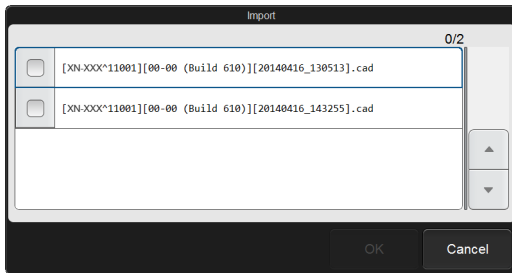 Import
0/2
[XN-XXX^11001][00-00 (Build 610)][20140416_130513].cad
[XN-XXX^11001][00-00 (Build 610)][20140416_143255].cad
OK
Cancel